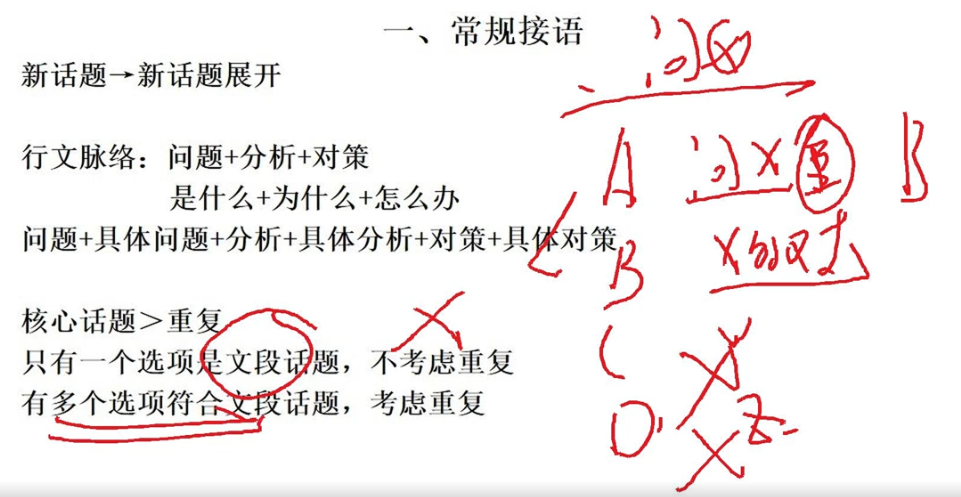 一、常规接语
新话题→新话题展开
行文脉络：问题+分析+对策
是什么+为什么+怎么办
问题+具体问题+分析+具体分析+对策+具体对策
核心话题＞重复
只有一个选项是文段话题，不考虑重复
有多个选项符合文段话题，考虑重复
A
B
B
C
D